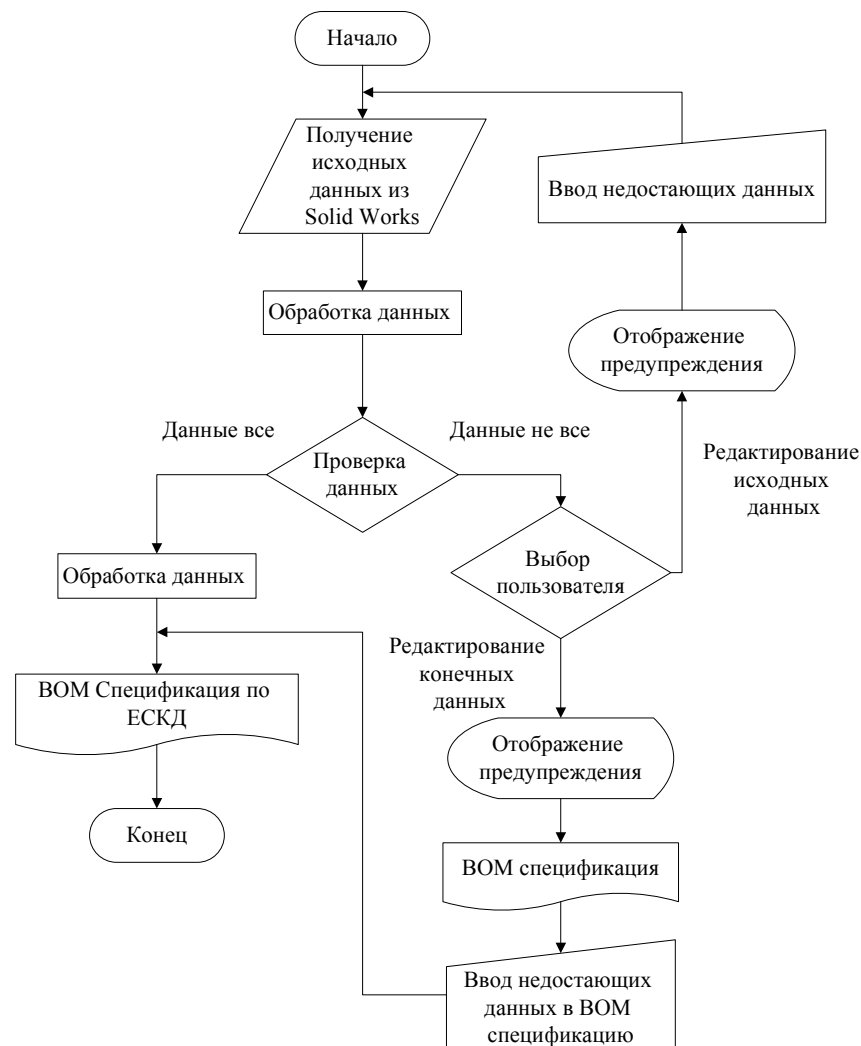 Начало
Получение
исходных
данных из
Solid Works
Ввод недостающих данных
Обработка данных
Отображение
предупреждения
Данные все
Данные не все
Проверка
данных
Редактирование
исходных
данных
Обработка данных
Выбор
пользователя
Редактирование
конечных
данных
BOM Спецификация по
ЕСКД
Отображение
предупреждения
Конец
BOM спецификация
Ввод недостающих
данных в BOM
спецификацию